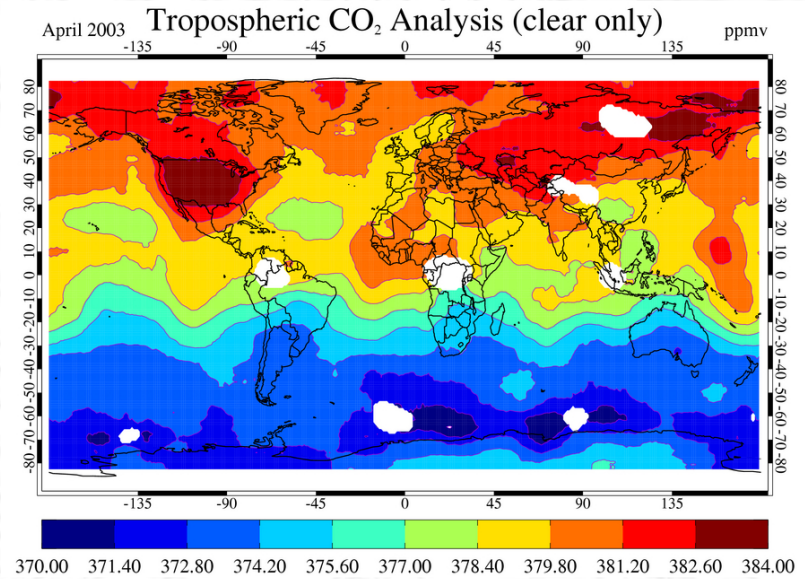 Tropospheric CO₂ Analysis (clear only)
April 2003
ppmv
-135 -90 -45 0 45 90 135
80 80
70 70
60 60
50 50
40 40
30 30
20 20
10 10
0 0
-10 -10
-20 -20
-30 -30
-40 -40
-50 -50
-60 -60
-70 -70
-80 -80
-135 -90 -45 0 45 90 135
370.00 371.40 372.80 374.20 375.60 377.00 378.40 379.80 381.20 382.60 384.00